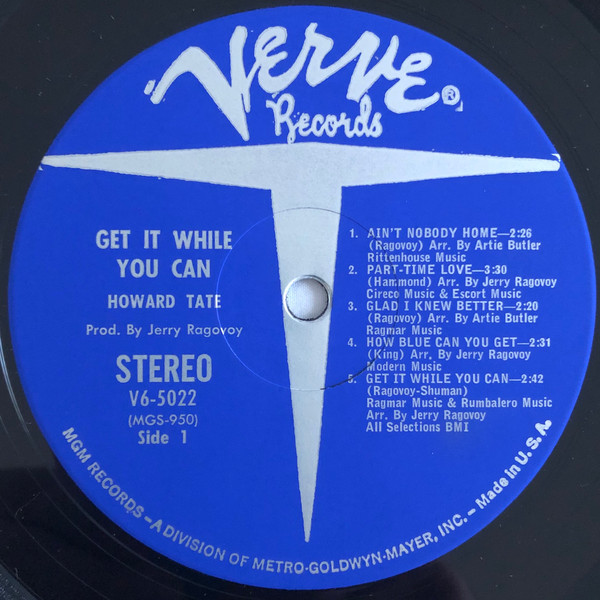 VERVE ®
Records
GET IT WHILE
YOU CAN
HOWARD TATE
Prod. By Jerry Ragovoy
STEREO
V6-5022
(MGS-950)
Side 1
1. AIN'T NOBODY HOME—2:26
(Ragovoy) Arr. By Artie Butler
Rittenhouse Music
2. PART-TIME LOVE—3:30
(Hammond) Arr. By Jerry Ragovoy
Cireco Music & Escort Music
3. GLAD I KNEW BETTER—2:20
(Ragovoy) Arr. By Artie Butler
Ragmar Music
4. HOW BLUE CAN YOU GET—2:31
(King) Arr. By Jerry Ragovoy
Modern Music
5. GET IT WHILE YOU CAN—2:42
(Ragovoy-Shuman)
Ragmar Music & Rumbalero Music
Arr. By Jerry Ragovoy
All Selections BMI
MGM RECORDS – A DIVISION OF METRO-GOLDWYN-MAYER, INC. – Made in U. S. A.